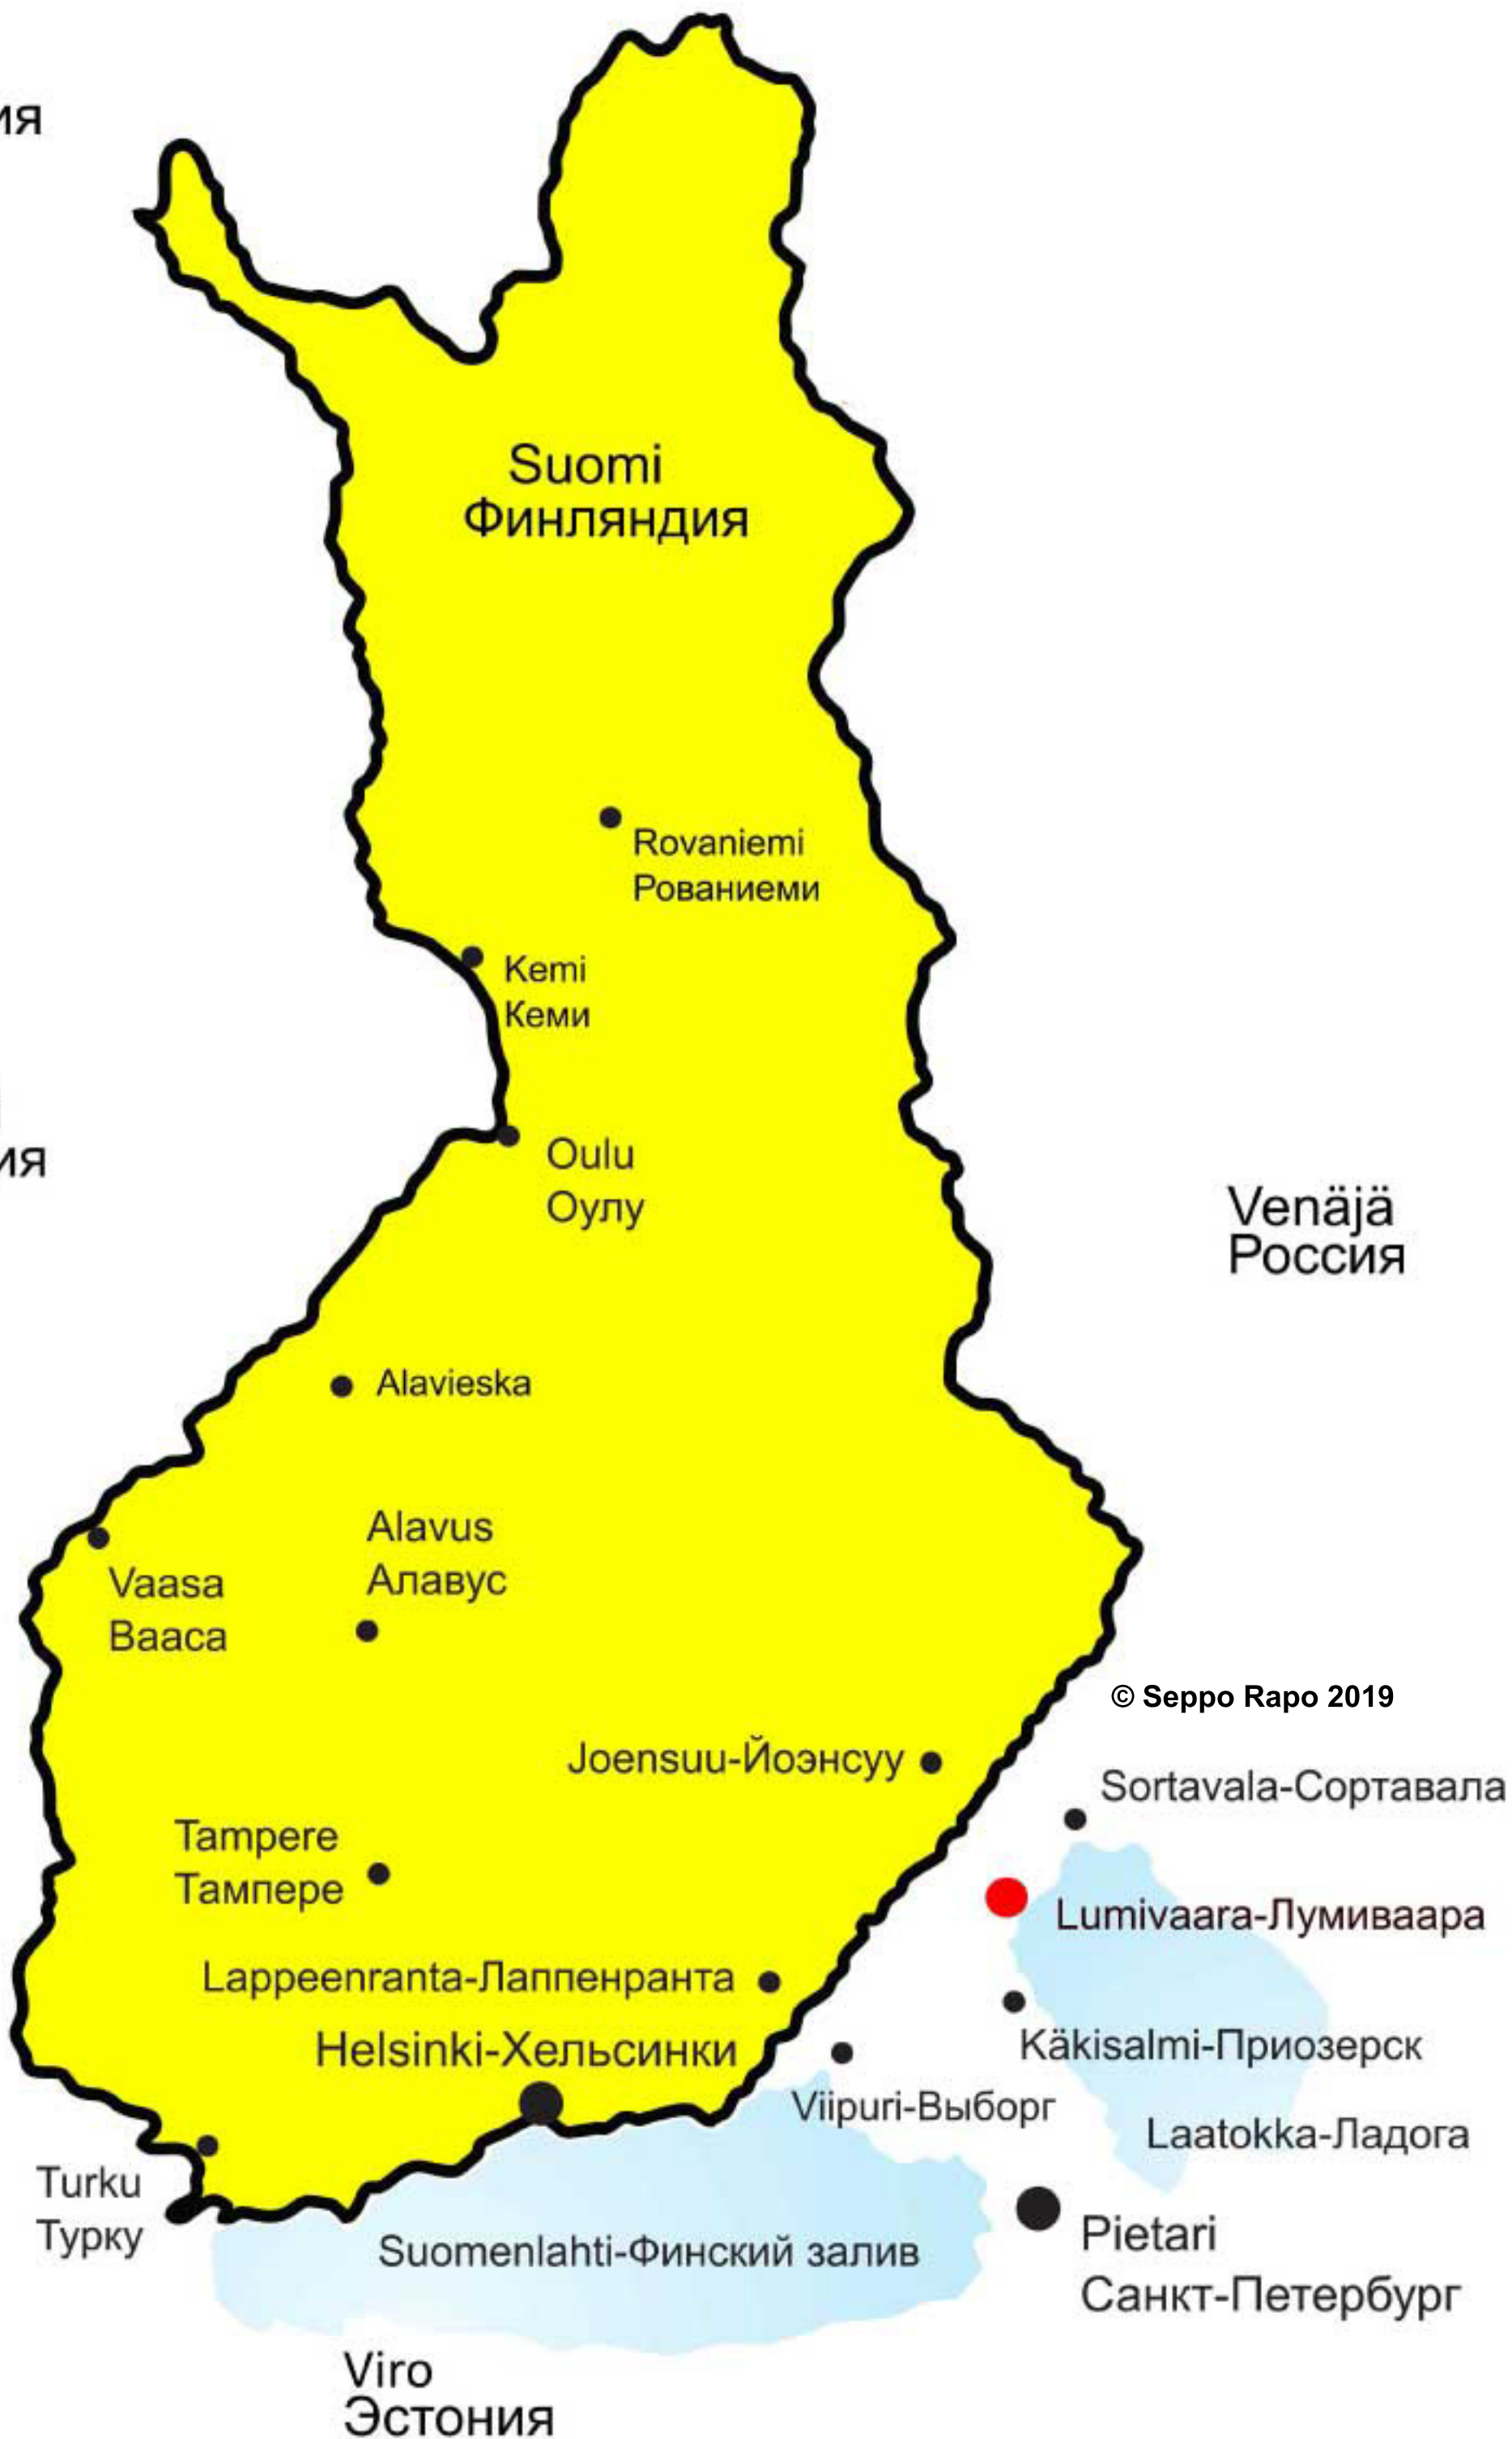 Suomi
Финляндия
Rovaniemi
Рованиеми
Kemi
Кеми
Oulu
Оулу
Venäjä
Россия
Alavieska
Alavus
Алавус
Vaasa
Вааса
© Seppo Rapo 2019
Joensuu-Йоэнсуу
Sortavala-Сортавала
Tampere
Тампере
Lumivaara-Лумиваара
Lappeenranta-Лаппенранта
Helsinki-Хельсинки
Käkisalmi-Приозерск
Viipuri-Выборг
Laatokka-Ладога
Turku
Турку
Pietari
Санкт-Петербург
Suomenlahti-Финский залив
Viro
Эстония